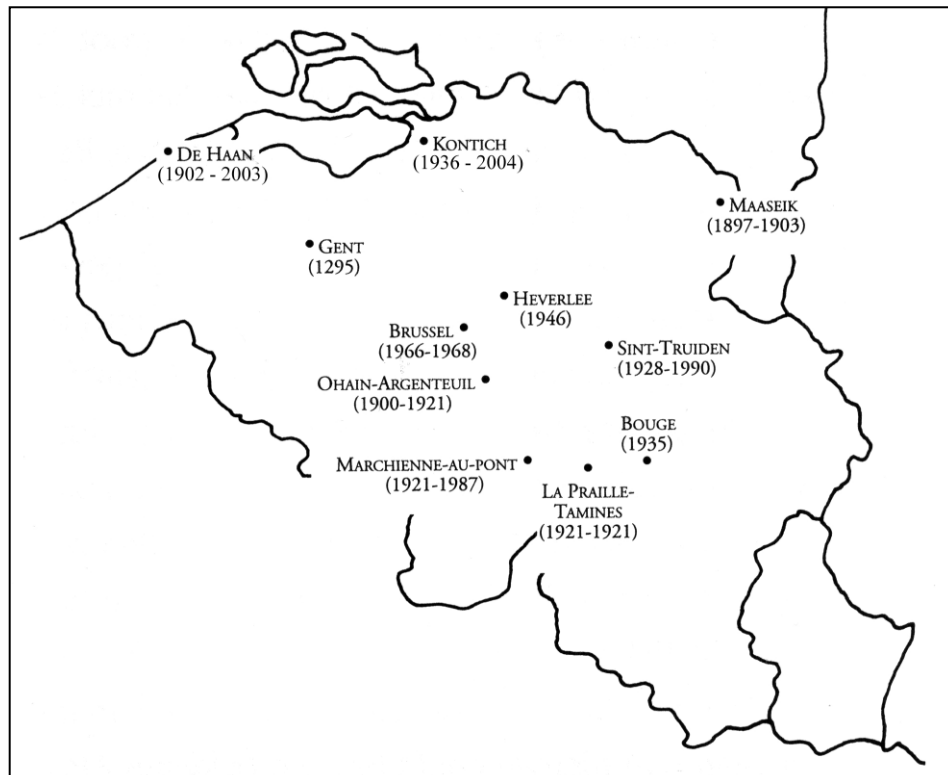 De Haan
(1902 - 2003)
Kontich
(1936 - 2004)
Maaseik
(1897-1903)
Gent
(1295)
Heverlee
(1946)
Brussel
(1966-1968)
Sint-Truiden
(1928-1990)
Ohain-Argenteuil
(1900-1921)
Bouge
(1935)
Marchienne-au-pont
(1921-1987)
La Praille-
Tamines
(1921-1921)